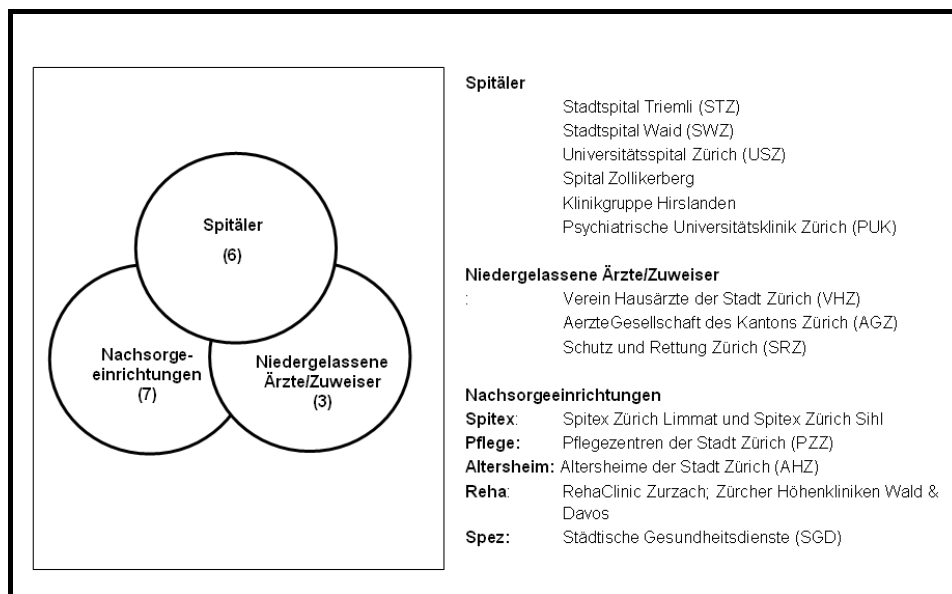 Spitäler
(6)
Nachsorge-
einrichtungen
(7)
Niedergelassene
Ärzte/Zuweiser
(3)
Spitäler
Stadtspital Triemli (STZ)
Stadtspital Waid (SWZ)
Universitätsspital Zürich (USZ)
Spital Zollikerberg
Klinikgruppe Hirslanden
Psychiatrische Universitätsklinik Zürich (PUK)
Niedergelassene Ärzte/Zuweiser
: Verein Hausärzte der Stadt Zürich (VHZ)
AerzteGesellschaft des Kantons Zürich (AGZ)
Schutz und Rettung Zürich (SRZ)
Nachsorgeeinrichtungen
Spitex: Spitex Zürich Limmat und Spitex Zürich Sihl
Pflege: Pflegezentren der Stadt Zürich (PZZ)
Altersheim: Altersheime der Stadt Zürich (AHZ)
Reha: RehaClinic Zurzach; Zürcher Höhenkliniken Wald &
Davos
Spez: Städtische Gesundheitsdienste (SGD)